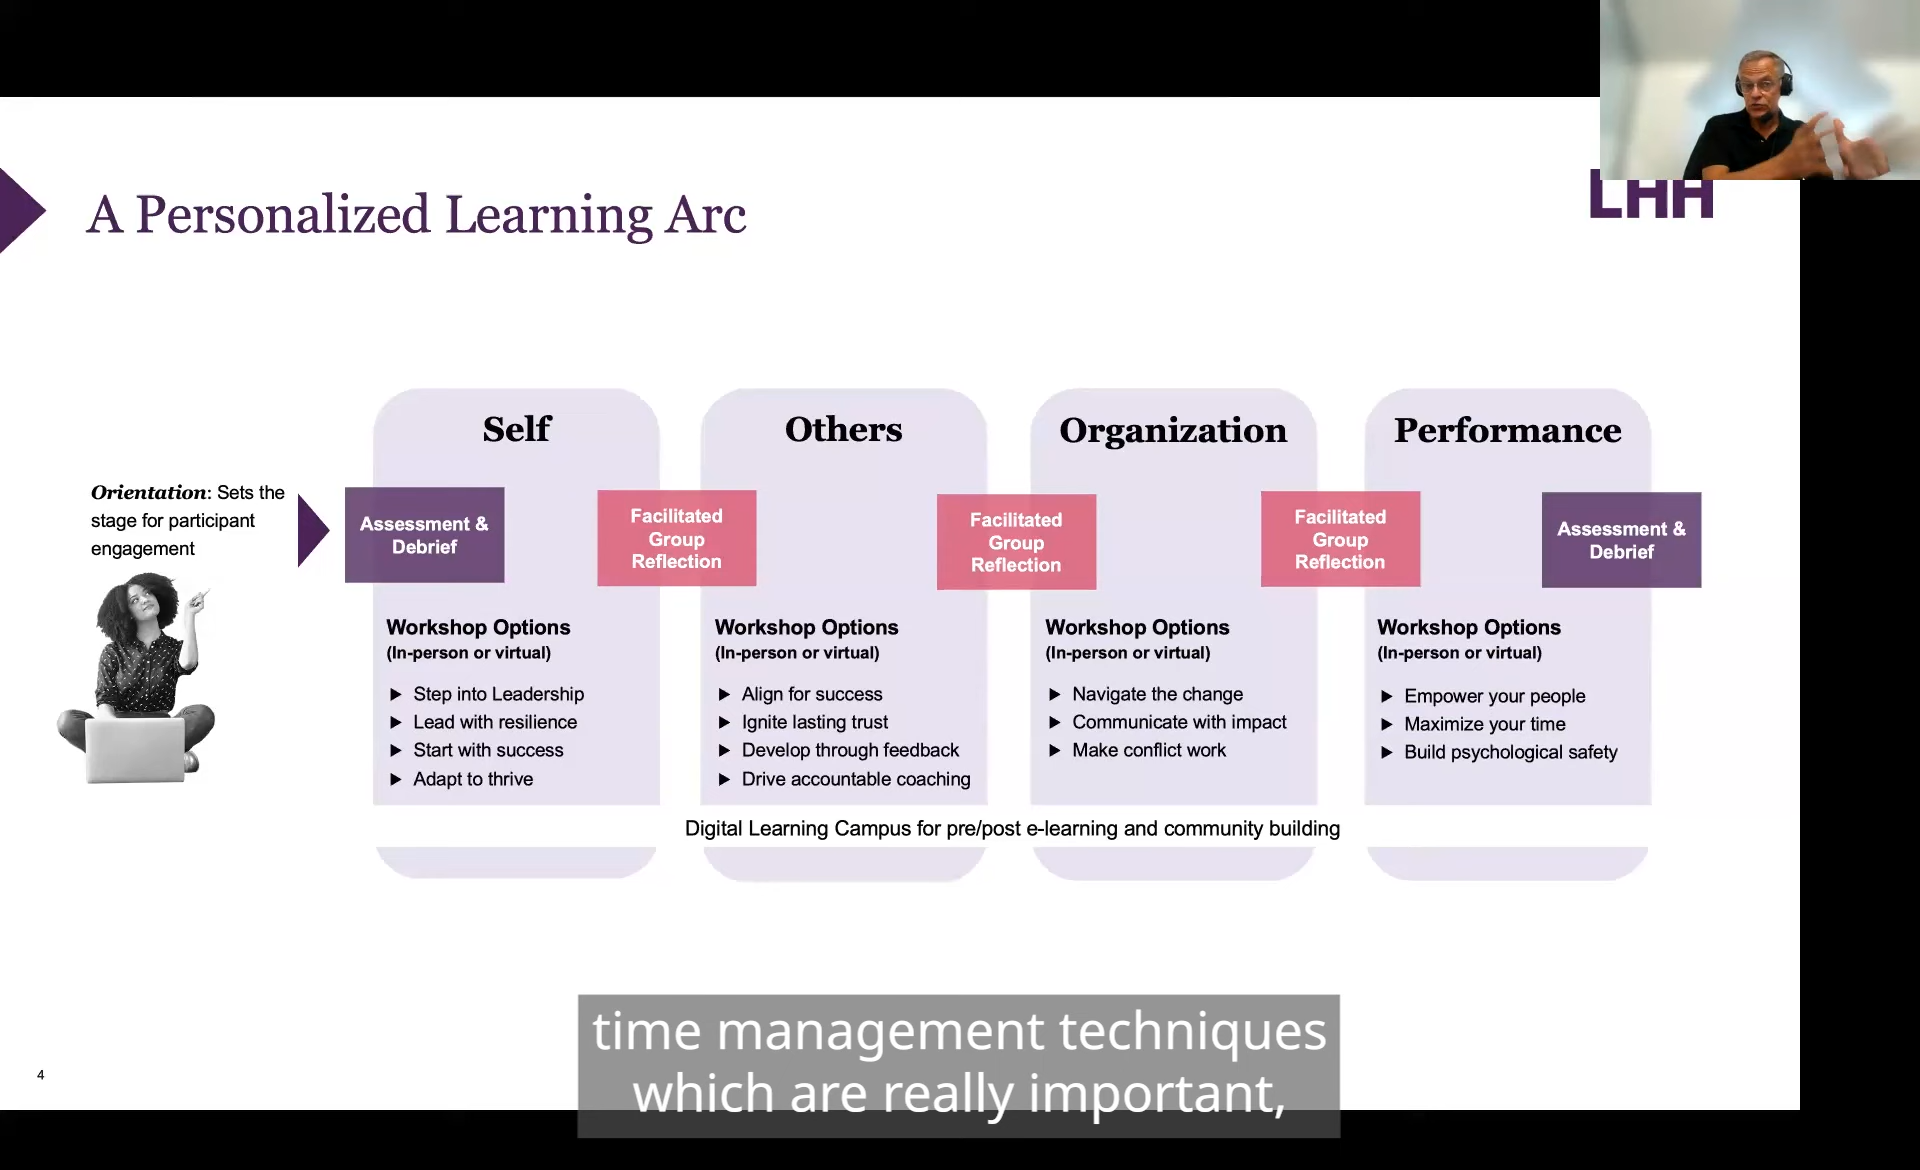 A Personalized Learning Arc
LHH
Self
Others
Organization
Performance
Orientation: Sets the
stage for participant
engagement
Assessment &
Debrief
Facilitated
Group
Reflection
Facilitated
Group
Reflection
Facilitated
Group
Reflection
Assessment &
Debrief
Workshop Options
(In-person or virtual)
▶ Step into Leadership
▶ Lead with resilience
▶ Start with success
▶ Adapt to thrive
Workshop Options
(In-person or virtual)
▶ Align for success
▶ Ignite lasting trust
▶ Develop through feedback
▶ Drive accountable coaching
Workshop Options
(In-person or virtual)
▶ Navigate the change
▶ Communicate with impact
▶ Make conflict work
Workshop Options
(In-person or virtual)
▶ Empower your people
▶ Maximize your time
▶ Build psychological safety
Digital Learning Campus for pre/post e-learning and community building
time management techniques
which are really important,
4